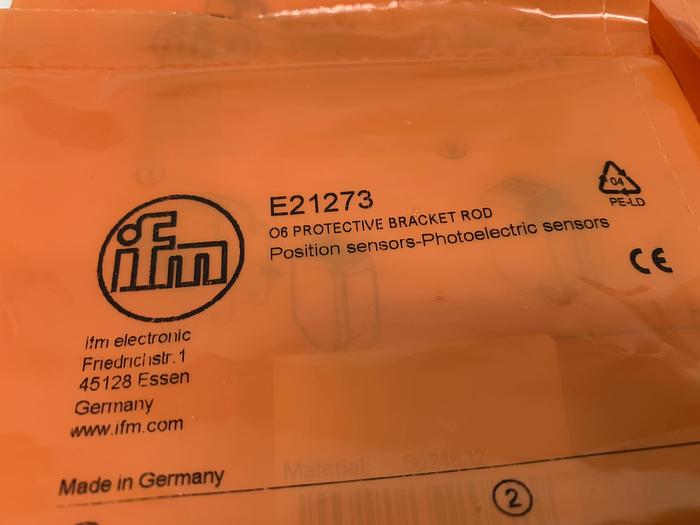 ifm
E21273
O6 PROTECTIVE BRACKET ROD
Position sensors-Photoelectric sensors
04
PE-LD
CE
ifm electronic
Friedrichstr. 1
45128 Essen
Germany
www.ifm.com
Made in Germany
Material:
2